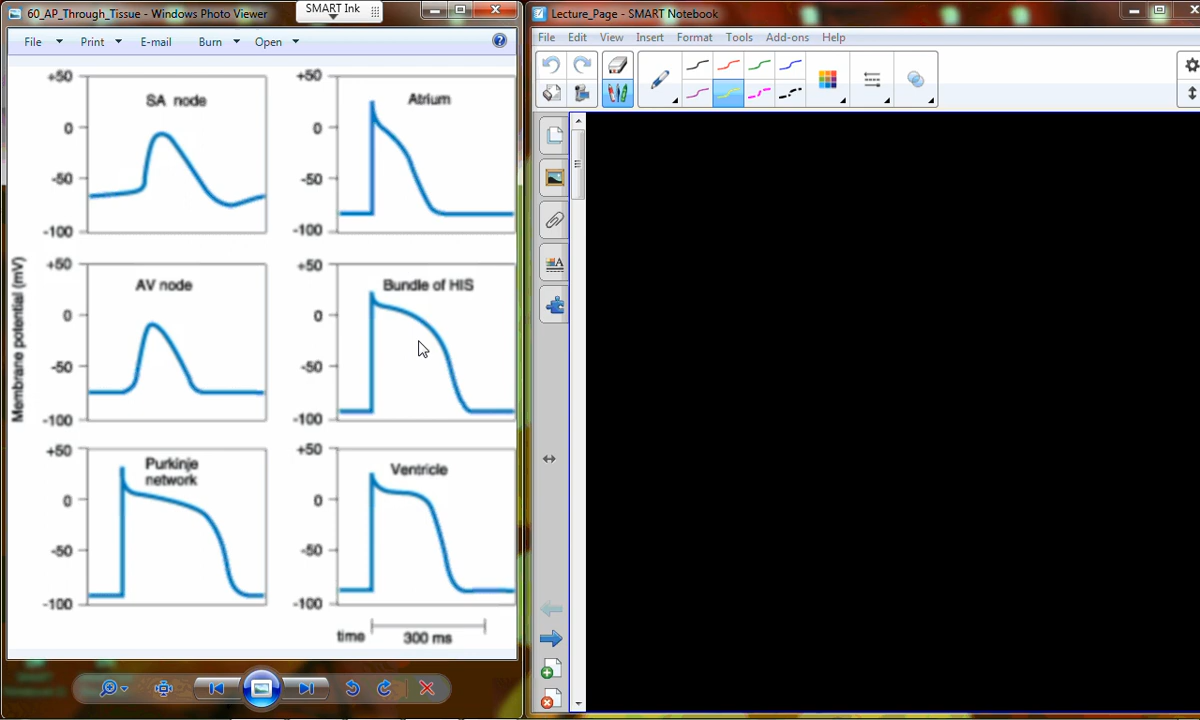 60_AP_Through_Tissue - Windows Photo Viewer
SMART Ink
File Print E-mail Burn Open
+50
SA node
0
-50
-100
+50
Atrium
0
-50
-100
Membrane potential (mV)
+50
AV node
0
-50
-100
+50
Bundle of HIS
0
-50
-100
+50
Purkinje
network
0
-50
-100
+50
Ventricle
0
-50
-100
time 300 ms
Lecture_Page - SMART Notebook
File Edit View Insert Format Tools Add-ons Help